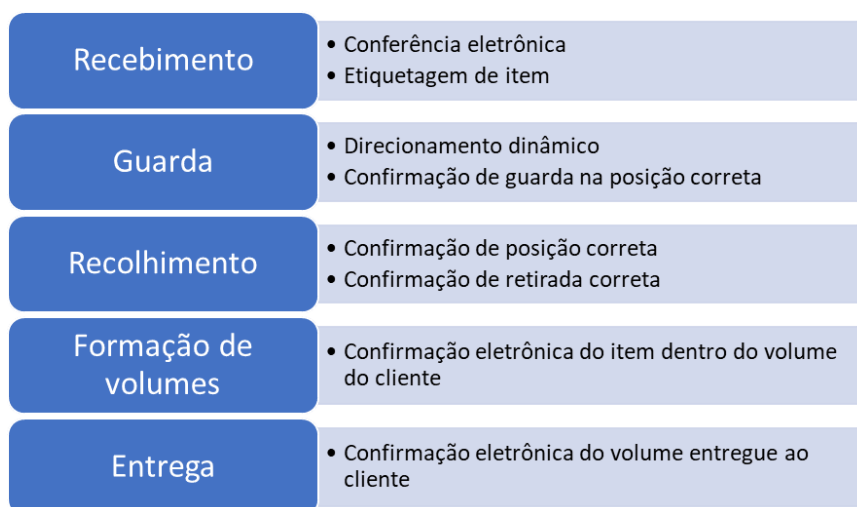 Recebimento
• Conferência eletrônica
• Etiquetagem de item
Guarda
• Direcionamento dinâmico
• Confirmação de guarda na posição correta
Recolhimento
• Confirmação de posição correta
• Confirmação de retirada correta
Formação de
volumes
• Confirmação eletrônica do item dentro do volume
do cliente
Entrega
• Confirmação eletrônica do volume entregue ao
cliente